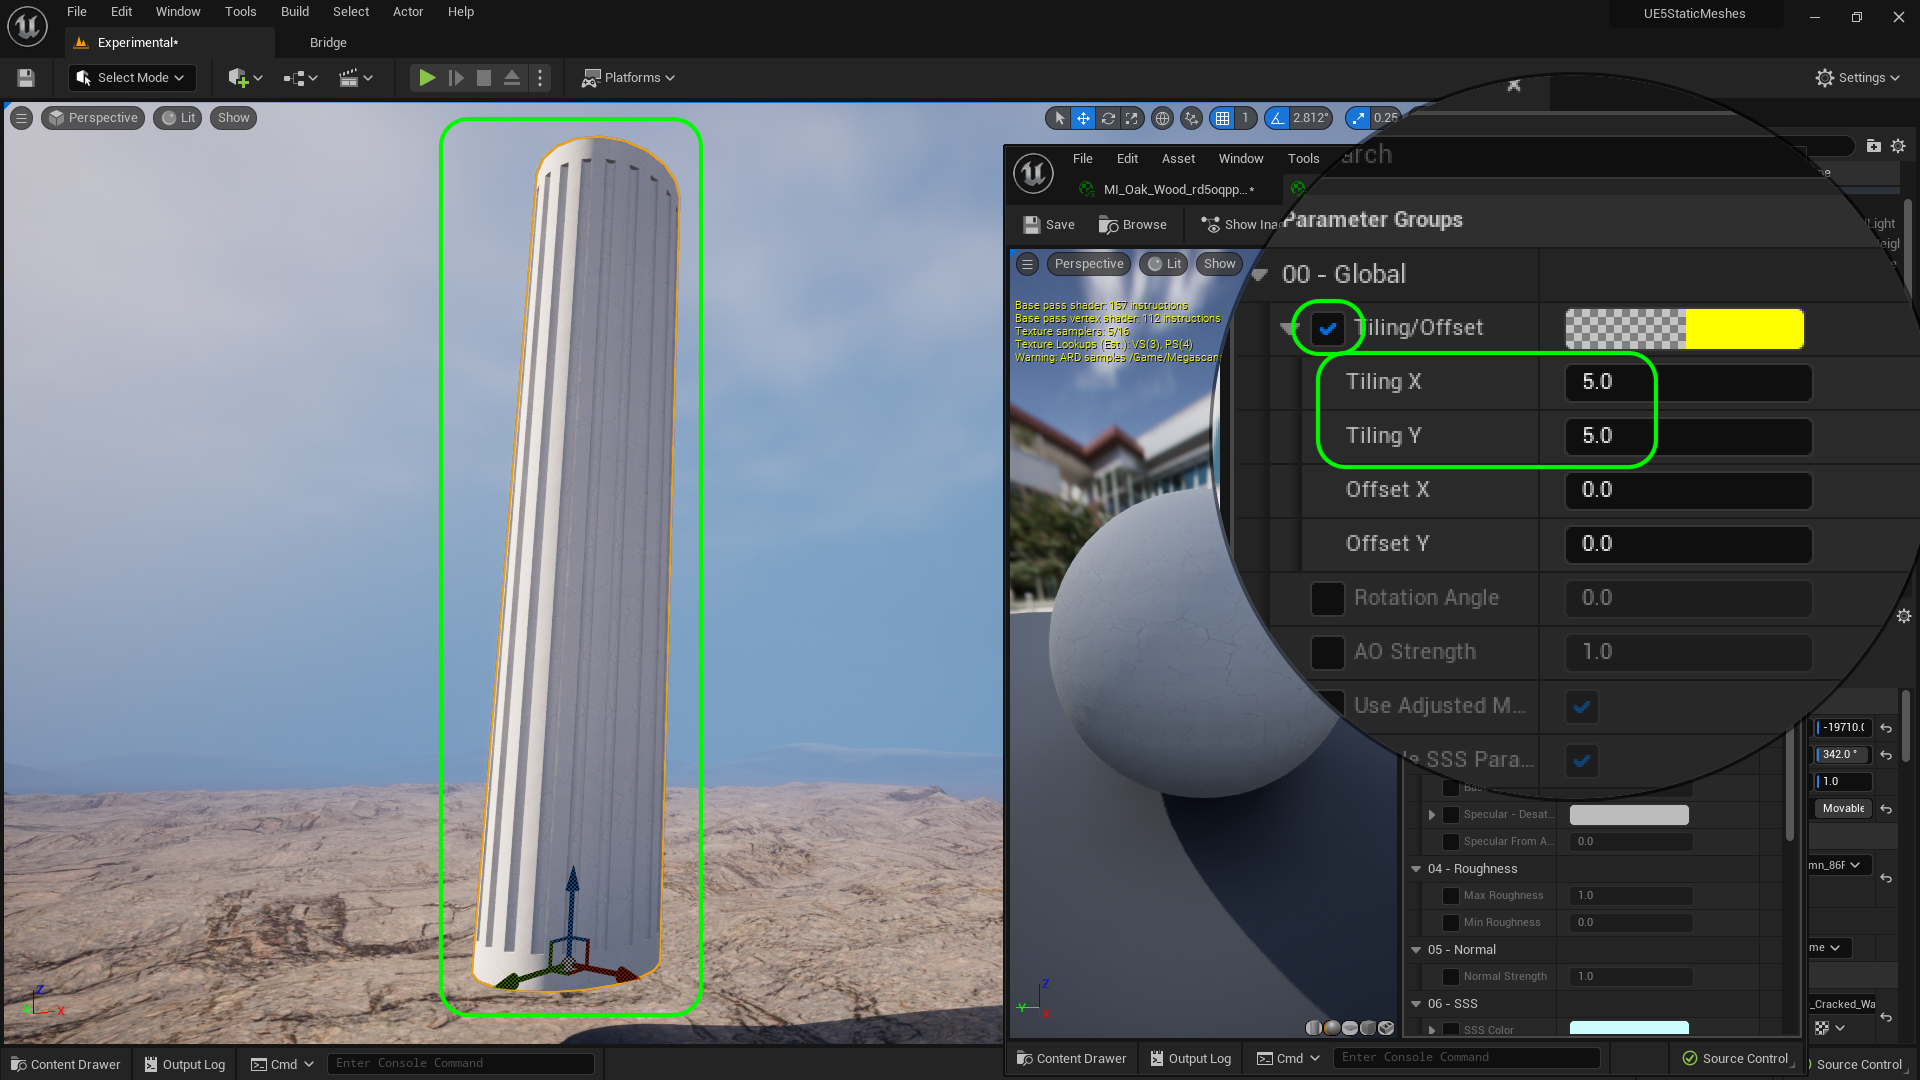 File Edit Window Tools Build Select Actor Help
UE5StaticMeshes
Experimental*
Bridge
Select Mode
Platforms
Settings
Perspective
Lit
Show
1
2.812°
0.25
File Edit Asset Window Tools
MI_Oak_Wood_rd5oqpp...*
Save
Browse
Perspective
Lit
Show
Base pass shader: 157 instructions
Base pass vertex shader: 112 instructions
Texture samplers: 5/16
Texture Lookups (Est.): VS(3), PS(4)
Warning: ARD samples /Game/Megascan
Parameter Groups
00 - Global
Tiling/Offset
Tiling X 5.0
Tiling Y 5.0
Offset X 0.0
Offset Y 0.0
Rotation Angle 0.0
AO Strength 1.0
Use Adjusted M...
SSS Para...
Specular - Desat...
Specular From A... 0.0
04 - Roughness
Max Roughness 1.0
Min Roughness 0.0
05 - Normal
Normal Strength 1.0
06 - SSS
SSS Color
Light
-19710.0
342.0 °
1.0
Movable
mn_86F
me
_Cracked_Wa
Z
X
Z
Y
X
Content Drawer
Output Log
Cmd
Enter Console Command
Source Control
Content Drawer
Output Log
Cmd
Enter Console Command
Source Control